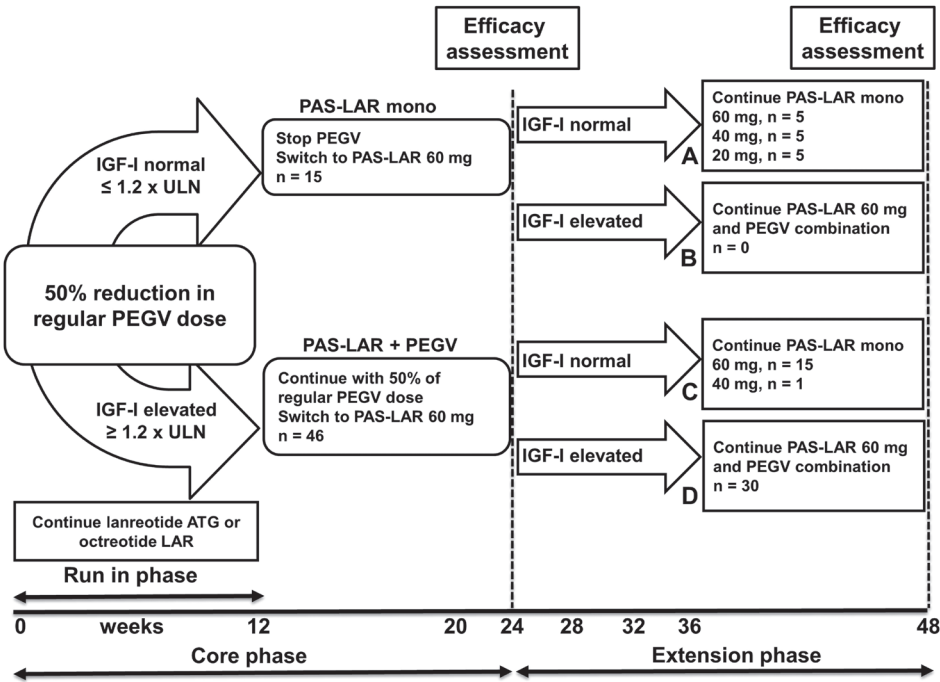 Efficacy
assessment
Efficacy
assessment
PAS-LAR mono
IGF-I normal
≤ 1.2 x ULN
Stop PEGV
Switch to PAS-LAR 60 mg
n = 15
IGF-I normal
A
Continue PAS-LAR mono
60 mg, n = 5
40 mg, n = 5
20 mg, n = 5
IGF-I elevated
B
Continue PAS-LAR 60 mg
and PEGV combination
n = 0
50% reduction in
regular PEGV dose
PAS-LAR + PEGV
IGF-I elevated
≥ 1.2 x ULN
Continue with 50% of
regular PEGV dose
Switch to PAS-LAR 60 mg
n = 46
IGF-I normal
C
Continue PAS-LAR mono
60 mg, n = 15
40 mg, n = 1
IGF-I elevated
D
Continue PAS-LAR 60 mg
and PEGV combination
n = 30
Continue lanreotide ATG or
octreotide LAR
Run in phase
0 weeks 12 20 24 28 32 36 48
Core phase
Extension phase